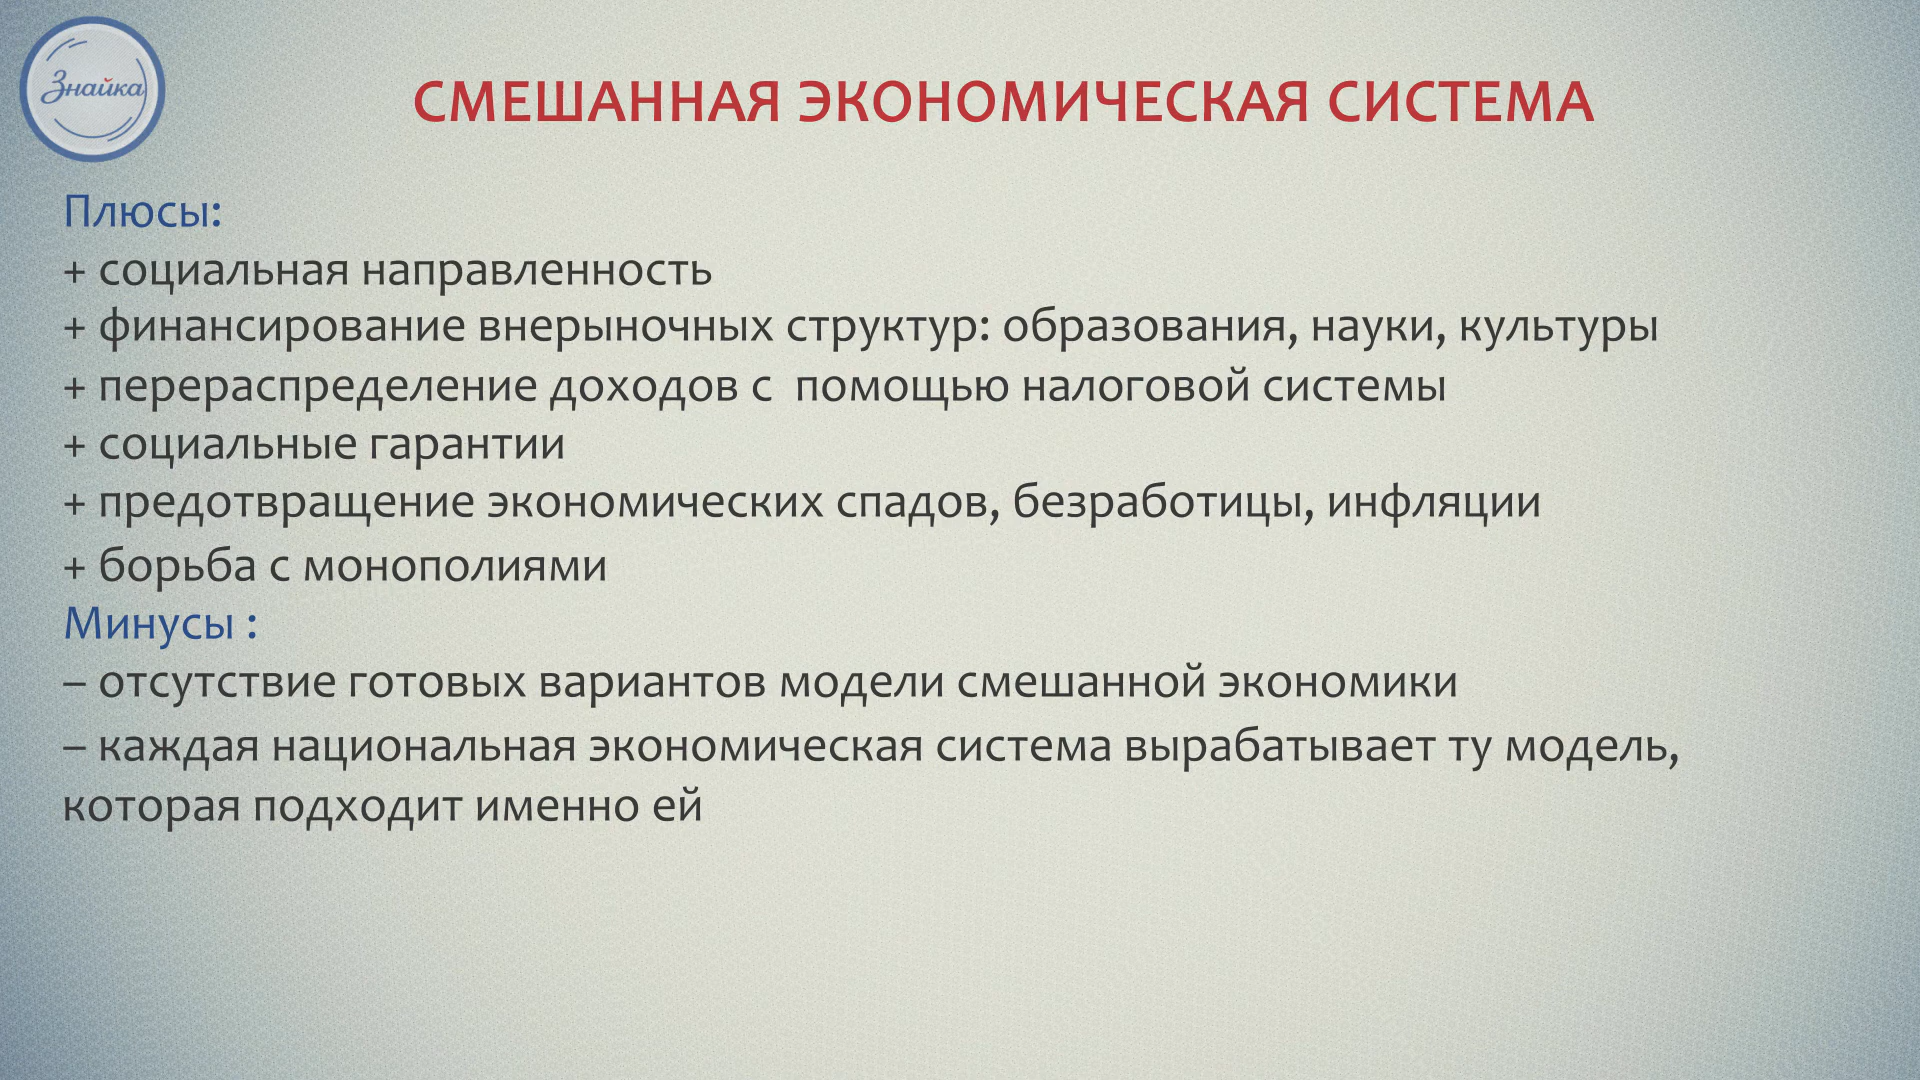 Знайка
СМЕШАННАЯ ЭКОНОМИЧЕСКАЯ СИСТЕМА
Плюсы:
+ социальная направленность
+ финансирование внерыночных структур: образования, науки, культуры
+ перераспределение доходов с  помощью налоговой системы
+ социальные гарантии
+ предотвращение экономических спадов, безработицы, инфляции
+ борьба с монополиями
Минусы :
– отсутствие готовых вариантов модели смешанной экономики
– каждая национальная экономическая система вырабатывает ту модель,
которая подходит именно ей